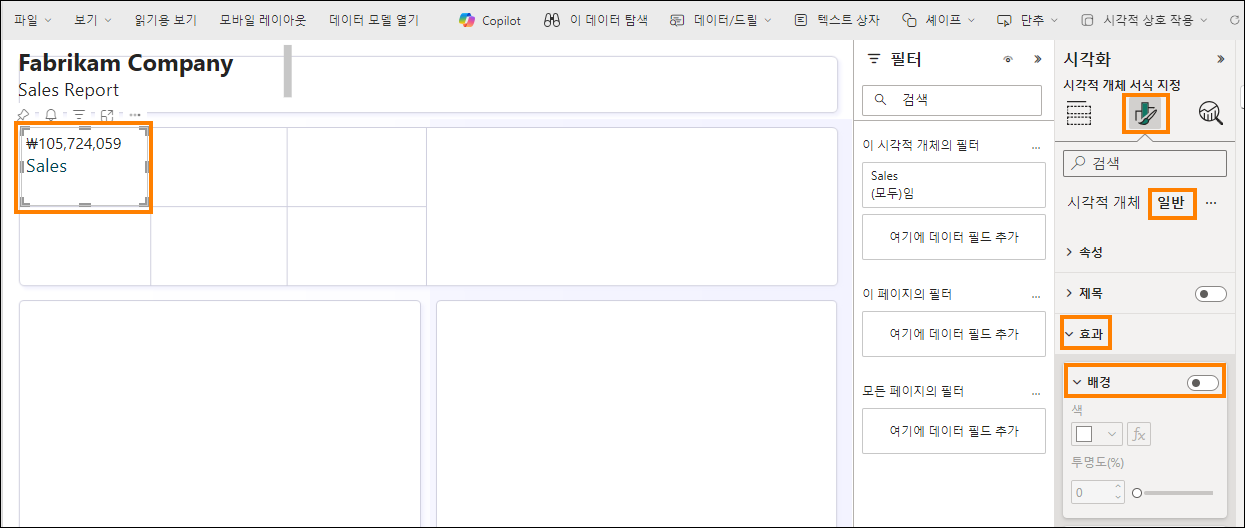 파일 보기 읽기용 보기 모바일 레이아웃 데이터 모델 열기 Copilot 이 데이터 탐색 데이터/드릴 텍스트 상자 셰이프 단추 시각적 상호 작용
Fabrikam Company
Sales Report
₩105,724,059
Sales
필터
검색
이 시각적 개체의 필터 ...
Sales
(모두)임
여기에 데이터 필드 추가
이 페이지의 필터 ...
여기에 데이터 필드 추가
모든 페이지의 필터 ...
여기에 데이터 필드 추가
시각화
시각적 개체 서식 지정
검색
시각적 개체 일반 ...
속성
제목
효과
배경
색
fx
투명도(%)
0